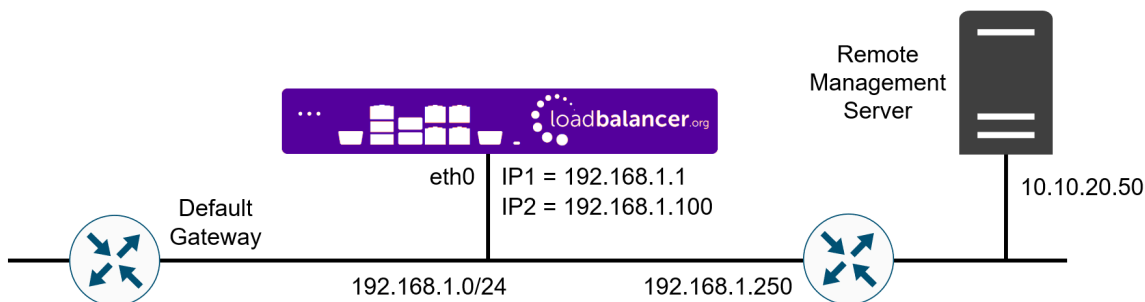 Remote
Management
Server
loadbalancer.org
eth0
IP1 = 192.168.1.1
IP2 = 192.168.1.100
10.10.20.50
Default
Gateway
192.168.1.0/24
192.168.1.250